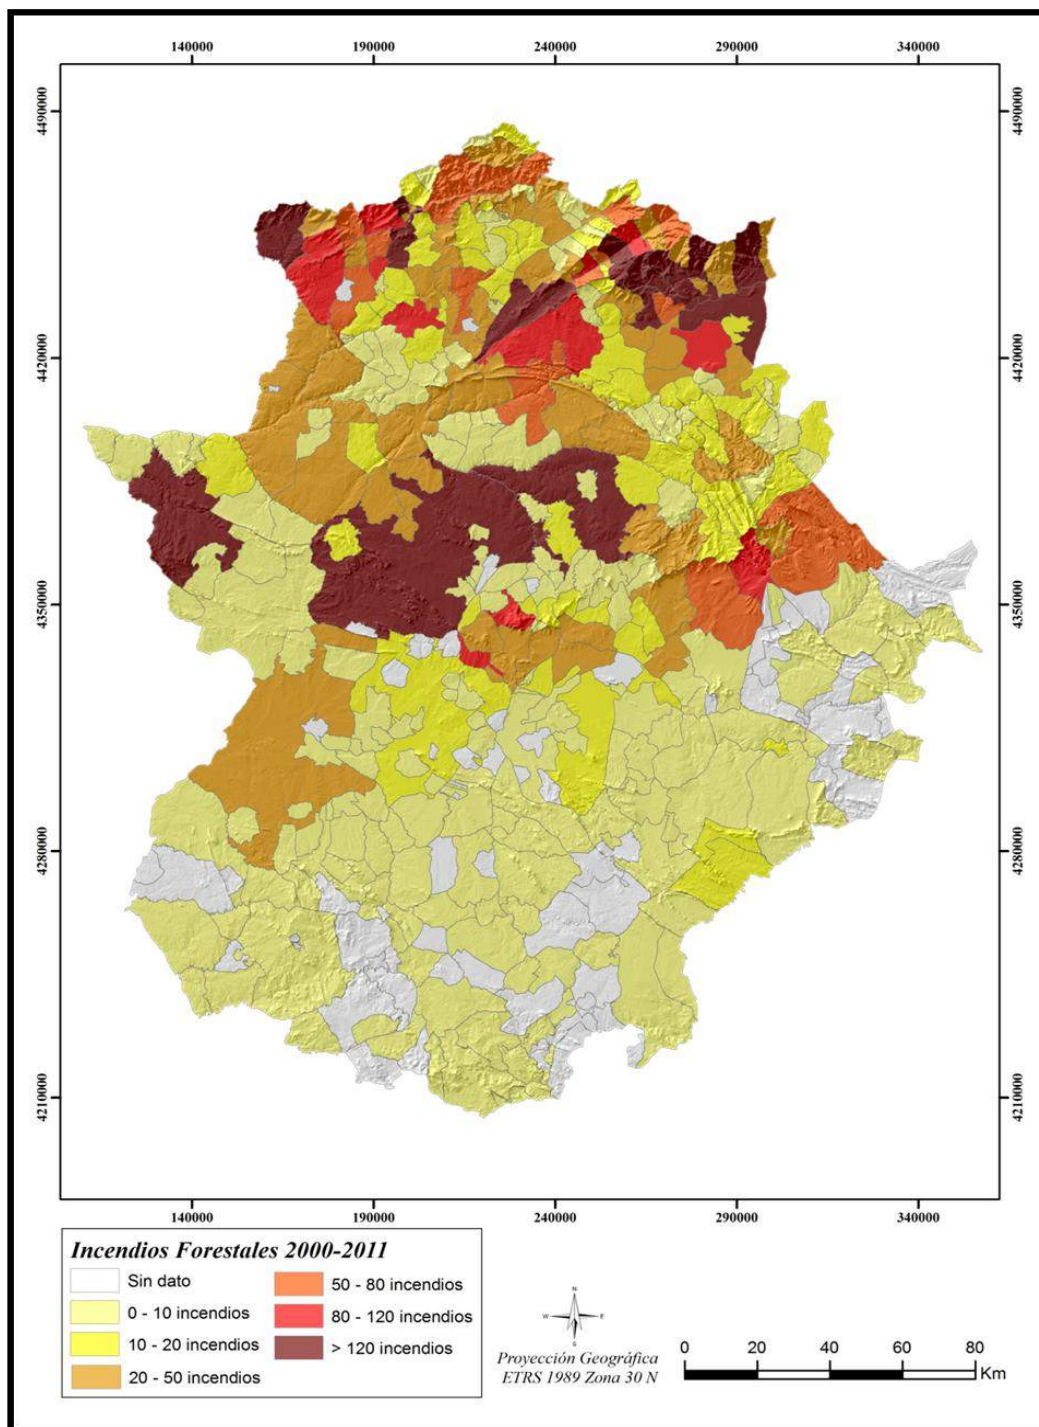 140000 190000 240000 290000 340000
4490000 4490000
4420000 4420000
4350000 4350000
4280000 4280000
4210000 4210000
140000 190000 240000 290000 340000
Incendios Forestales 2000-2011
Sin dato
0 - 10 incendios
10 - 20 incendios
20 - 50 incendios
50 - 80 incendios
80 - 120 incendios
> 120 incendios
N
W E
S
Proyección Geográfica
ETRS 1989 Zona 30 N
0 20 40 60 80
Km